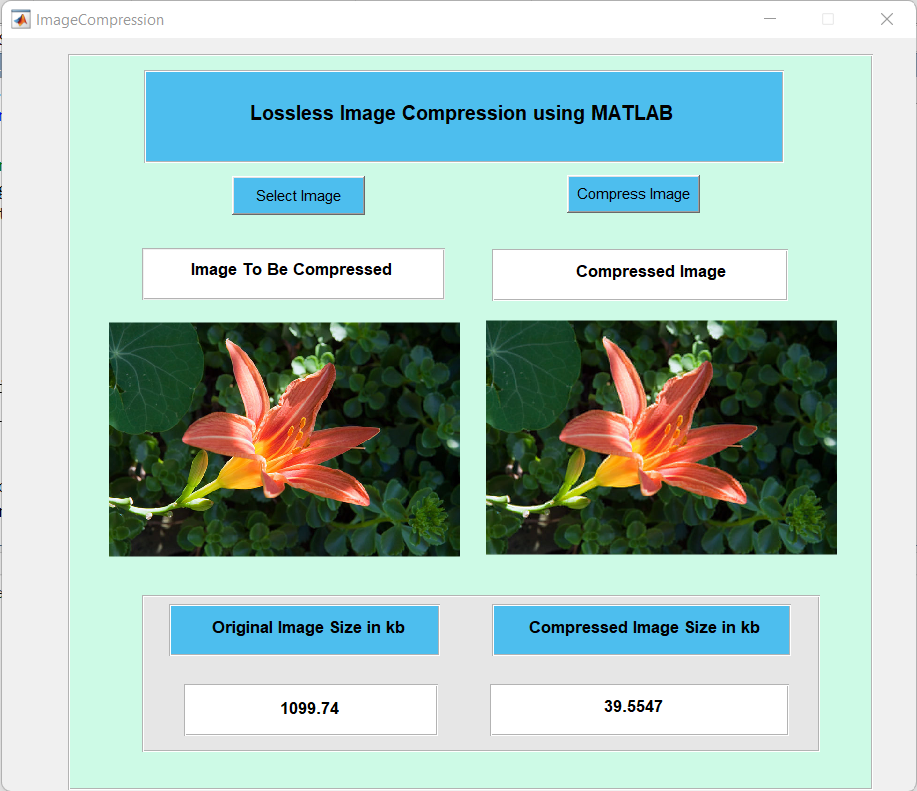 ImageCompression
Lossless Image Compression using MATLAB
Select Image
Compress Image
Image To Be Compressed
Compressed Image
Original Image Size in kb
Compressed Image Size in kb
1099.74
39.5547